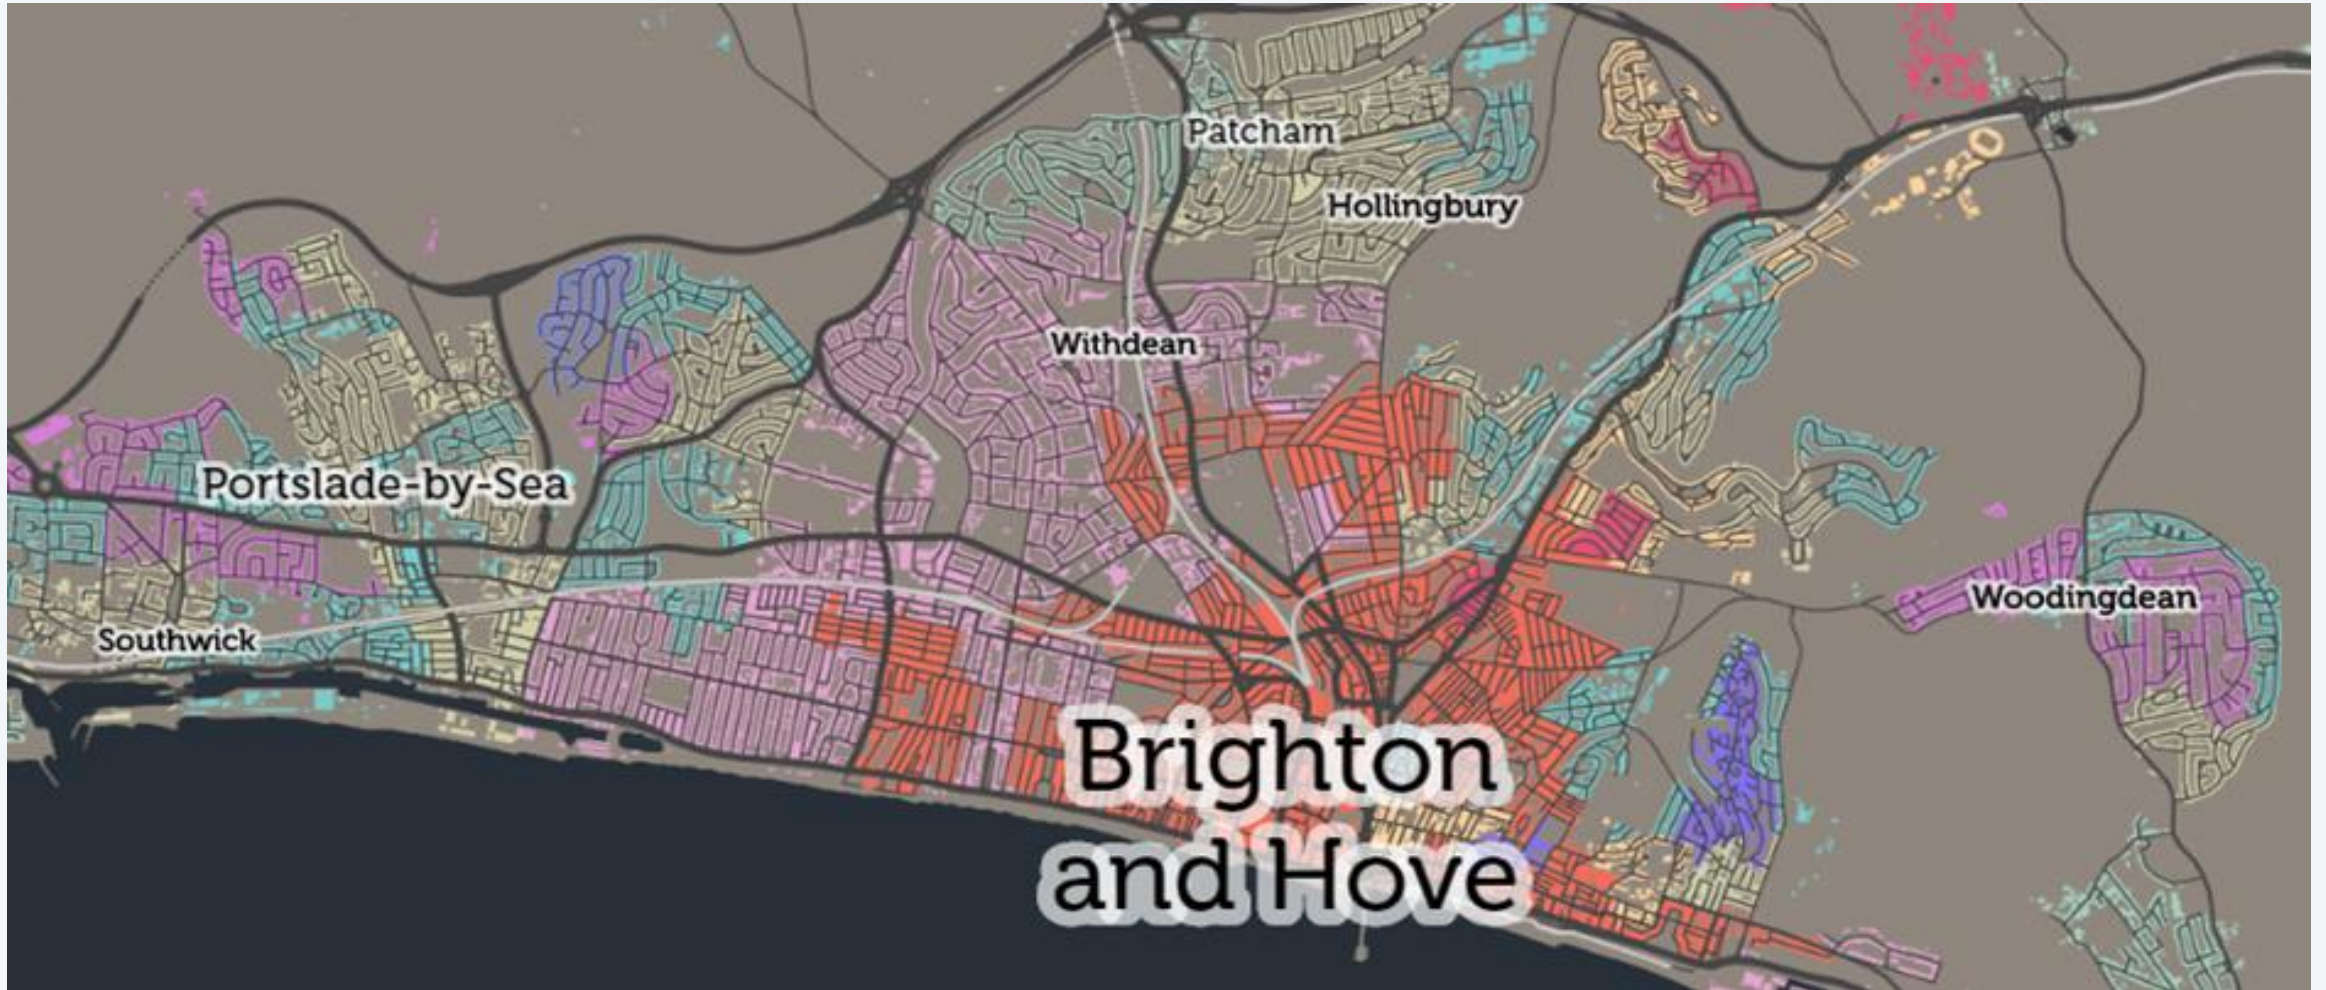 Patcham
Hollingbury
Withdean
Portslade-by-Sea
Woodingdean
Southwick
Brighton
and Hove